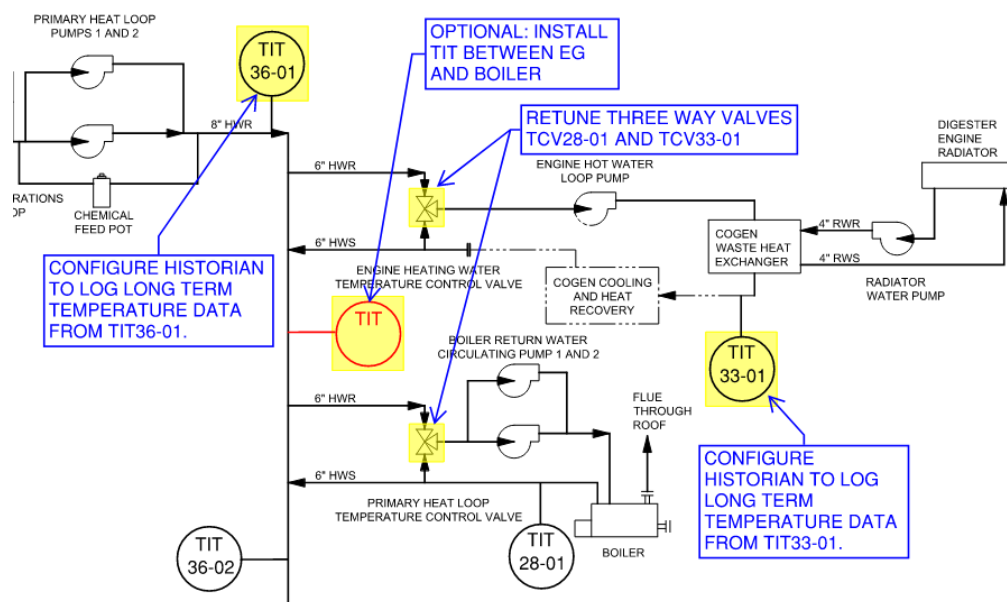 PRIMARY HEAT LOOP
PUMPS 1 AND 2
TIT
36-01
OPTIONAL: INSTALL
TIT BETWEEN EG
AND BOILER
RETUNE THREE WAY VALVES
TCV28-01 AND TCV33-01
8" HWR
6" HWR
ENGINE HOT WATER
LOOP PUMP
DIGESTER
ENGINE
RADIATOR
CHEMICAL
FEED POT
RATIONS
OP
6" HWS
COGEN
WASTE HEAT
EXCHANGER
4" RWR
4" RWS
RADIATOR
WATER PUMP
CONFIGURE HISTORIAN
TO LOG LONG TERM
TEMPERATURE DATA
FROM TIT36-01.
ENGINE HEATING WATER
TEMPERATURE CONTROL VALVE
COGEN COOLING
AND HEAT
RECOVERY
TIT
BOILER RETURN WATER
CIRCULATING PUMP 1 AND 2
TIT
33-01
6" HWR
FLUE
THROUGH
ROOF
6" HWS
CONFIGURE
HISTORIAN TO LOG
LONG TERM
TEMPERATURE DATA
FROM TIT33-01.
PRIMARY HEAT LOOP
TEMPERATURE CONTROL VALVE
BOILER
TIT
36-02
TIT
28-01